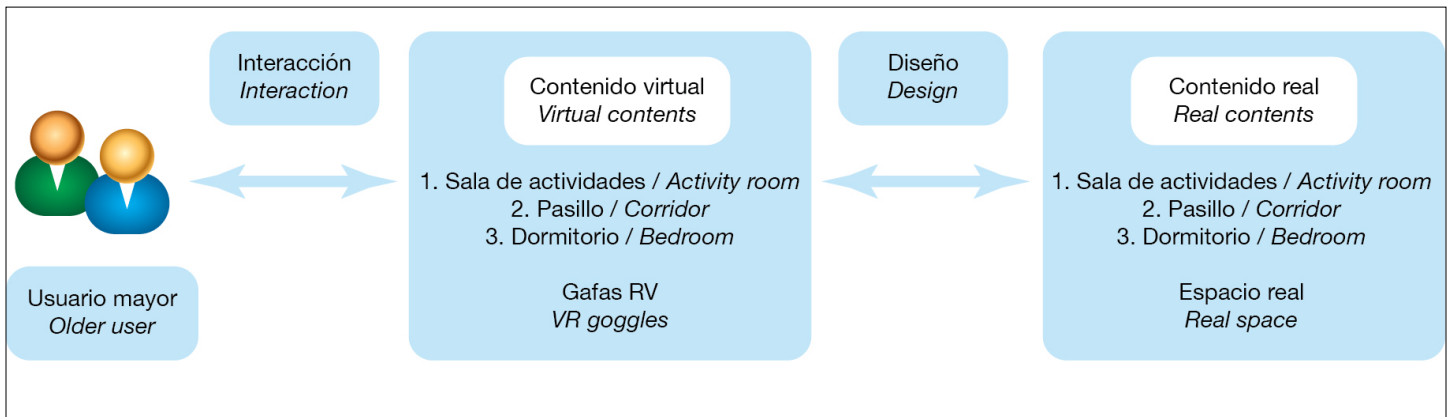 Interacción
Interaction
Usuario mayor
Older user
Contenido virtual
Virtual contents
1. Sala de actividades / Activity room
2. Pasillo / Corridor
3. Dormitorio / Bedroom
Gafas RV
VR goggles
Diseño
Design
Contenido real
Real contents
1. Sala de actividades / Activity room
2. Pasillo / Corridor
3. Dormitorio / Bedroom
Espacio real
Real space